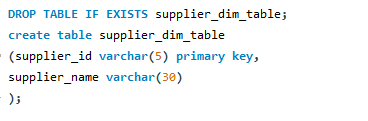 DROP TABLE IF EXISTS supplier_dim_table;
create table supplier_dim_table
(supplier_id varchar(5) primary key,
supplier_name varchar(30)
);